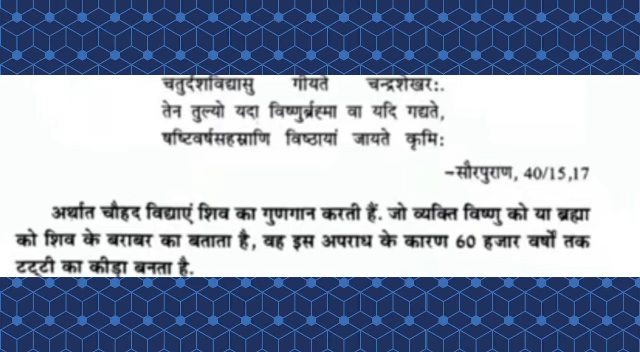 चतुर्दशविद्यासु गीयते चन्द्रशेखर:.
तेन तुल्यो यदा विष्णुर्ब्रह्मा वा यदि गद्यते,
षष्टिवर्षसहस्राणि विष्ठायां जायते कृमि:
–सौरपुराण, 40/15,17
अर्थात चौहद विद्याएं शिव का गुणगान करती हैं. जो व्यक्ति विष्णु को या ब्रह्मा
को शिव के बराबर का बताता है, वह इस अपराध के कारण 60 हजार वर्षों तक
टट्टी का कीड़ा बनता है.